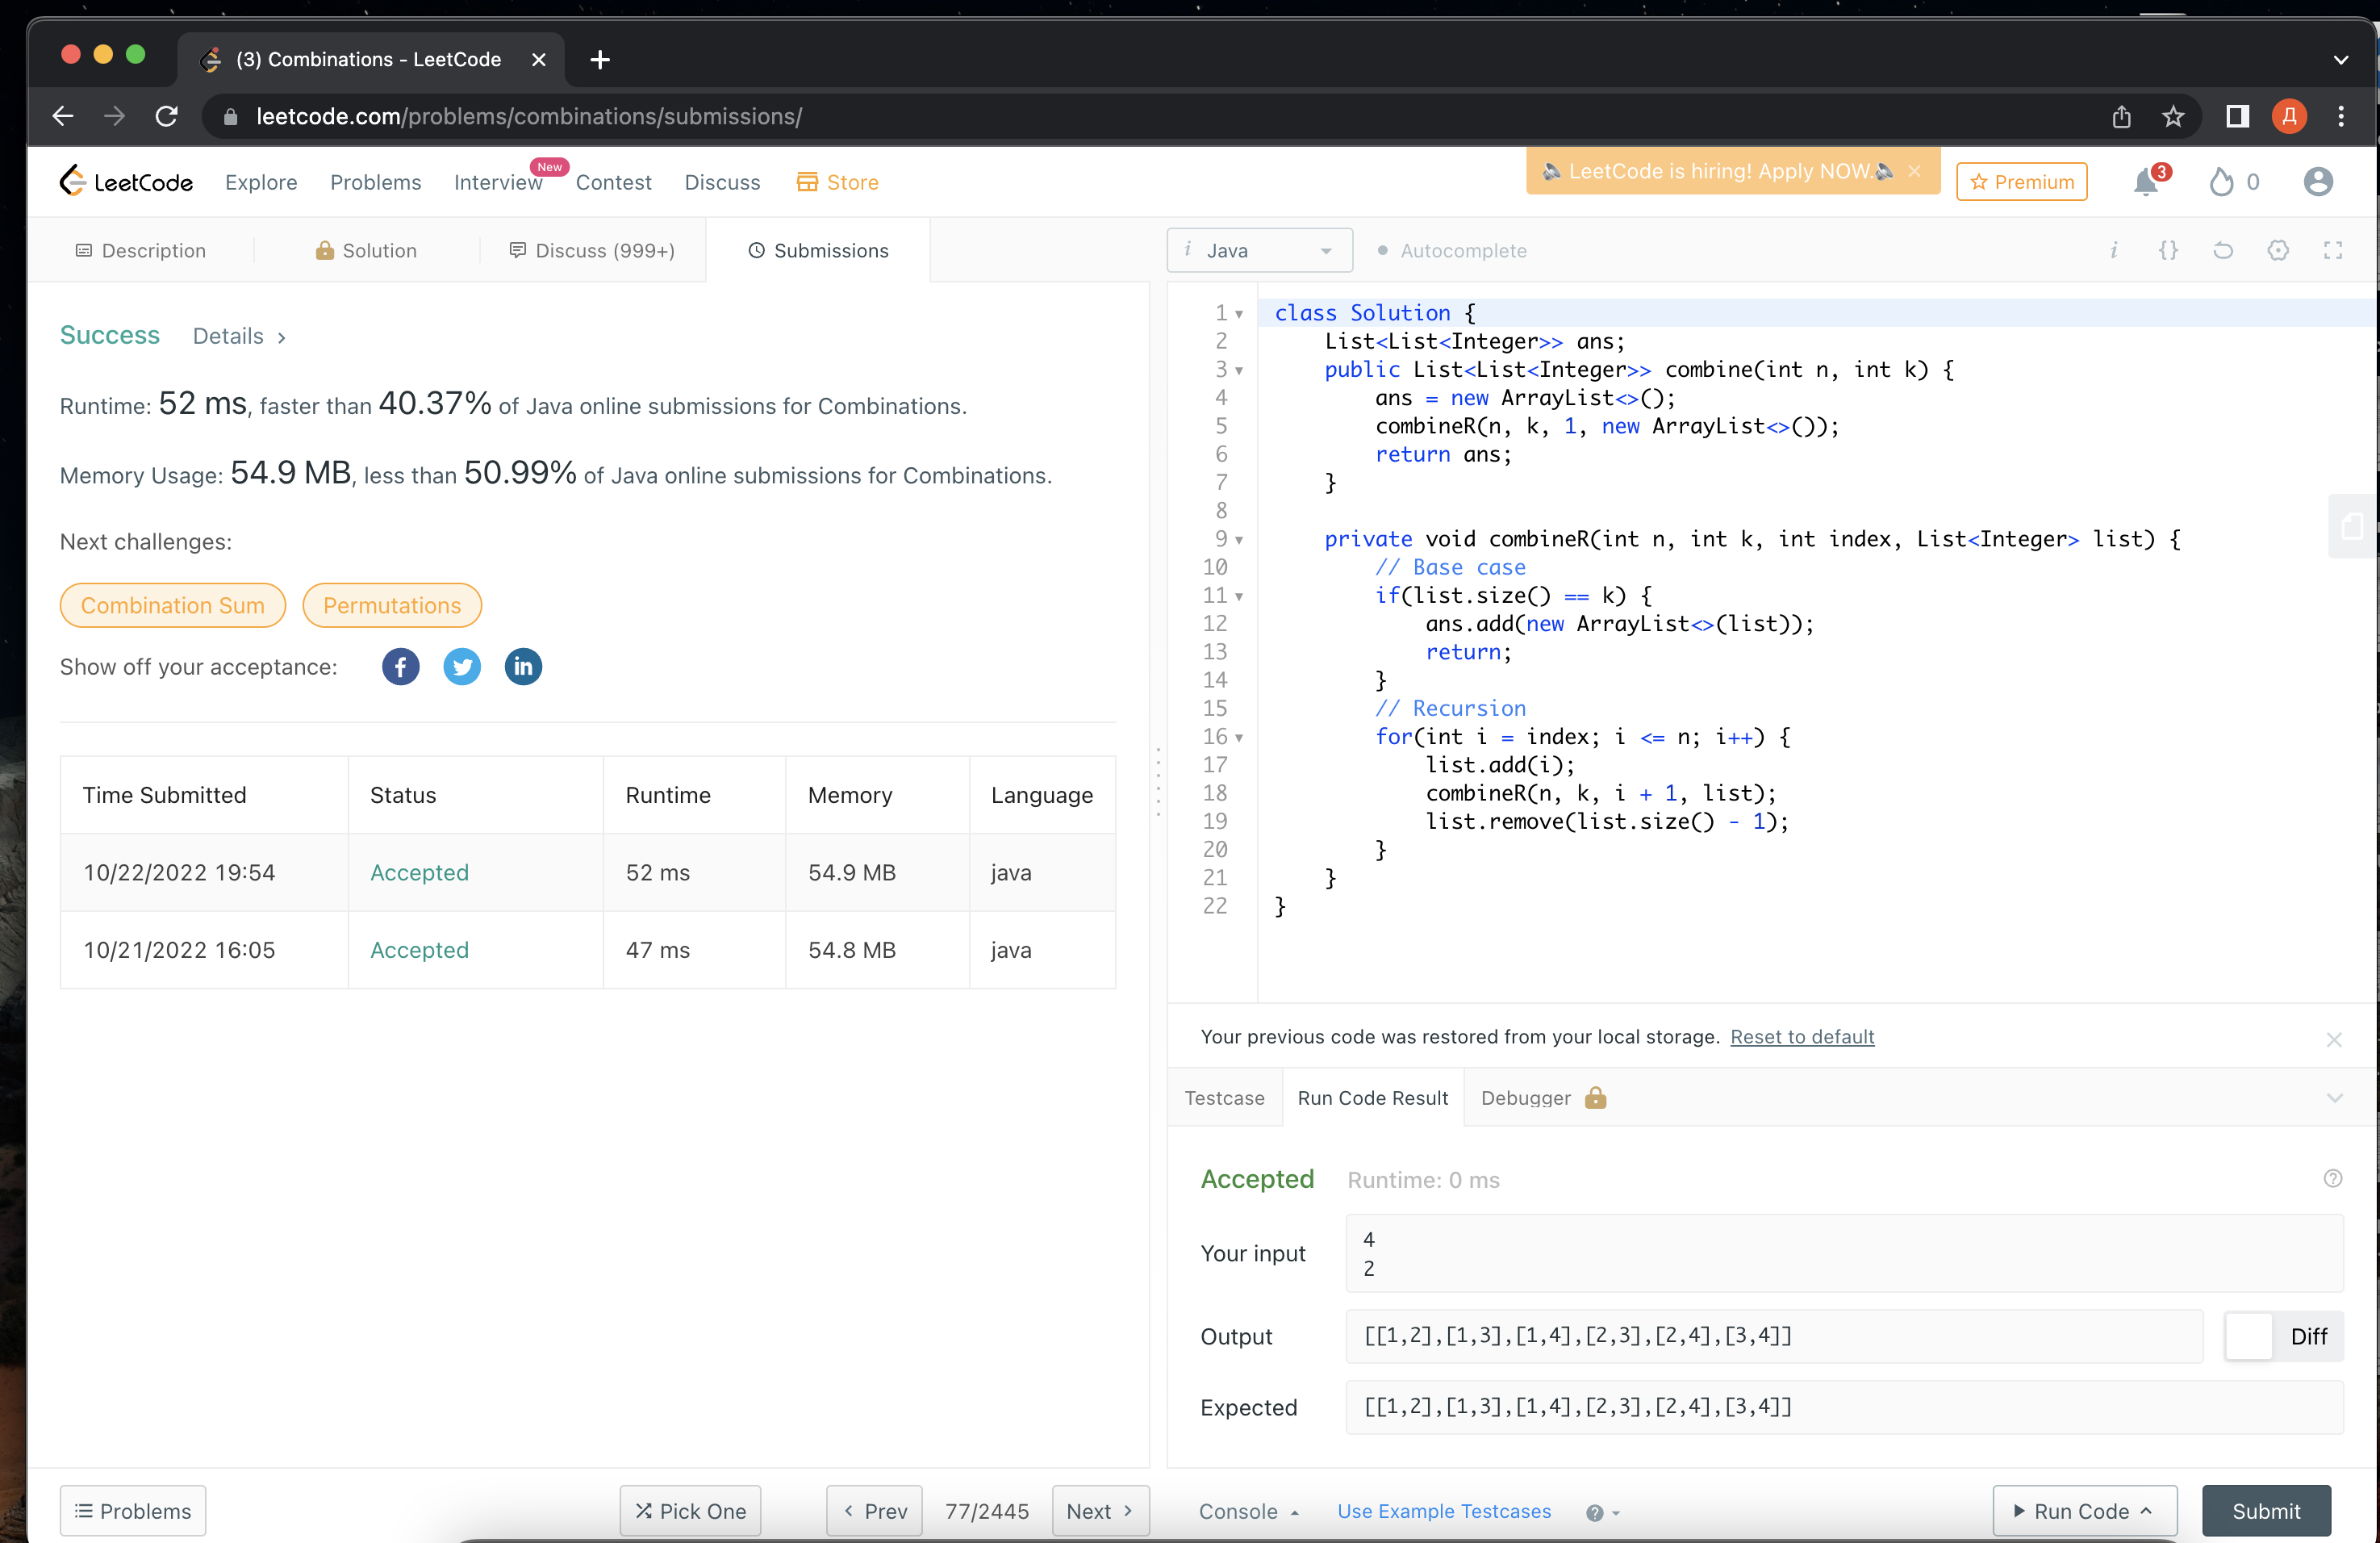 (3) Combinations - LeetCode
leetcode.com/problems/combinations/submissions/
Д
LeetCode Explore Problems Interview New Contest Discuss Store
LeetCode is hiring! Apply NOW.
Premium 3 0
Description Solution Discuss (999+) Submissions
Success Details
Runtime: 52 ms, faster than 40.37% of Java online submissions for Combinations.
Memory Usage: 54.9 MB, less than 50.99% of Java online submissions for Combinations.
Next challenges:
Combination Sum Permutations
Show off your acceptance: f in
Time Submitted Status Runtime Memory Language
10/22/2022 19:54 Accepted 52 ms 54.9 MB java
10/21/2022 16:05 Accepted 47 ms 54.8 MB java
i Java Autocomplete i {}
1 class Solution {
2 List<List<Integer>> ans;
3 public List<List<Integer>> combine(int n, int k) {
4 ans = new ArrayList<>();
5 combineR(n, k, 1, new ArrayList<>());
6 return ans;
7 }
8
9 private void combineR(int n, int k, int index, List<Integer> list) {
10 // Base case
11 if(list.size() == k) {
12 ans.add(new ArrayList<>(list));
13 return;
14 }
15 // Recursion
16 for(int i = index; i <= n; i++) {
17 list.add(i);
18 combineR(n, k, i + 1, list);
19 list.remove(list.size() - 1);
20 }
21 }
22 }
Your previous code was restored from your local storage. Reset to default
Testcase Run Code Result Debugger
Accepted Runtime: 0 ms
Your input
4
2
Output [[1,2],[1,3],[1,4],[2,3],[2,4],[3,4]] Diff
Expected [[1,2],[1,3],[1,4],[2,3],[2,4],[3,4]]
Problems Pick One Prev 77/2445 Next Console Use Example Testcases Run Code Submit